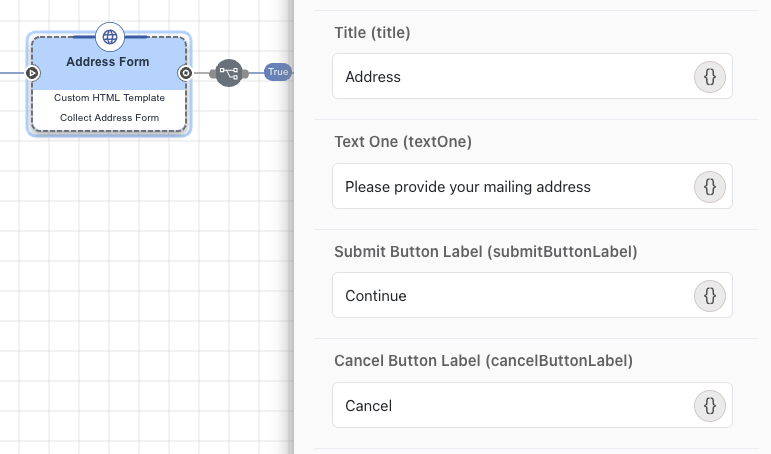 Address Form
Custom HTML Template
Collect Address Form
True
Title (title)
Address
{}
Text One (textOne)
Please provide your mailing address
{}
Submit Button Label (submitButtonLabel)
Continue
{}
Cancel Button Label (cancelButtonLabel)
Cancel
{}